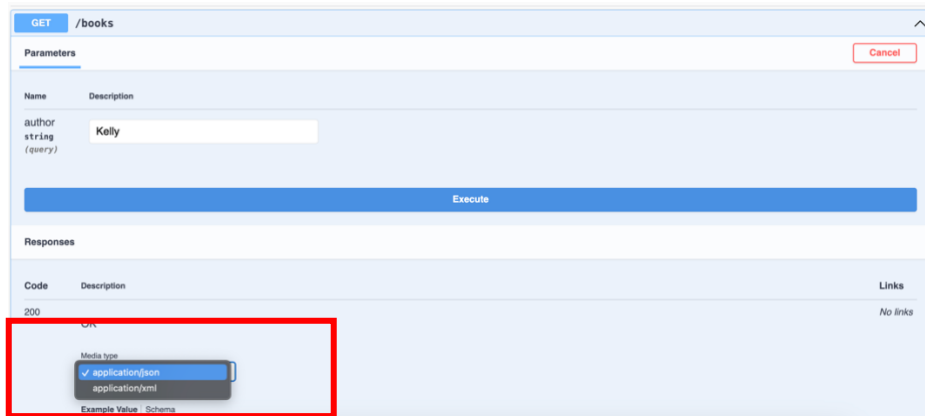 GET /books
Parameters
Cancel
Name Description
author
string
(query)
Kelly
Execute
Responses
Code Description Links
200
OK
No links
Media type
✓ application/json
application/xml
Example Value Schema